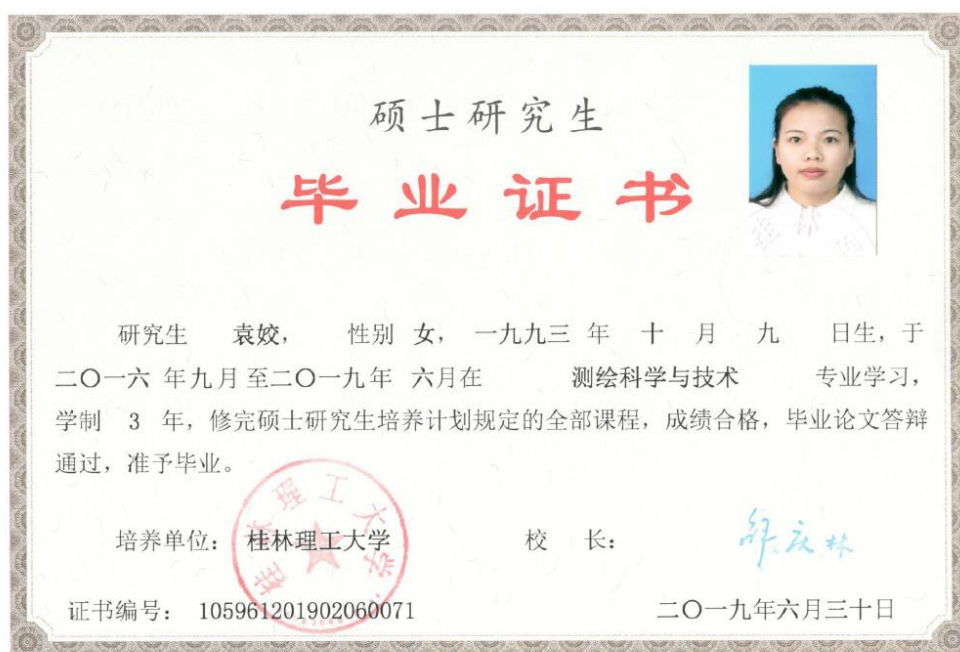 硕士研究生
毕业证书
研究生 袁姣， 性别 女， 一九九三 年 十 月 九 日生，于
二〇一六 年九月至二〇一九年 六月在 测绘科学与技术 专业学习，
学制 3 年，修完硕士研究生培养计划规定的全部课程，成绩合格，毕业论文答辩
通过，准予毕业。
桂林理工大学
培养单位： 桂林理工大学 校 长：
证书编号： 105961201902060071 二〇一九年六月三十日